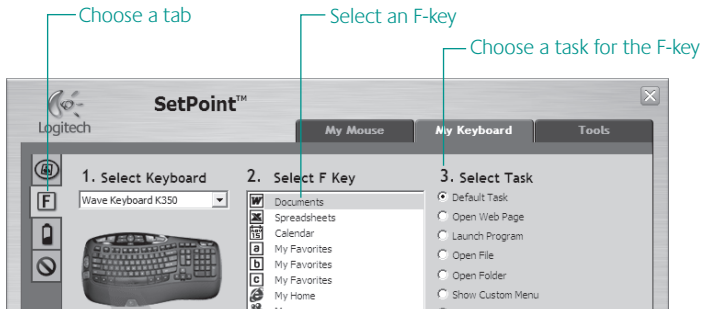 Choose a tab
Select an F-key
Choose a task for the F-key
SetPoint™
Logitech
My Mouse
My Keyboard
Tools
1. Select Keyboard
Wave Keyboard K350
F
2. Select F Key
W Documents
X Spreadsheets
15 Calendar
a My Favorites
b My Favorites
c My Favorites
My Home
3. Select Task
Default Task
Open Web Page
Launch Program
Open File
Open Folder
Show Custom Menu